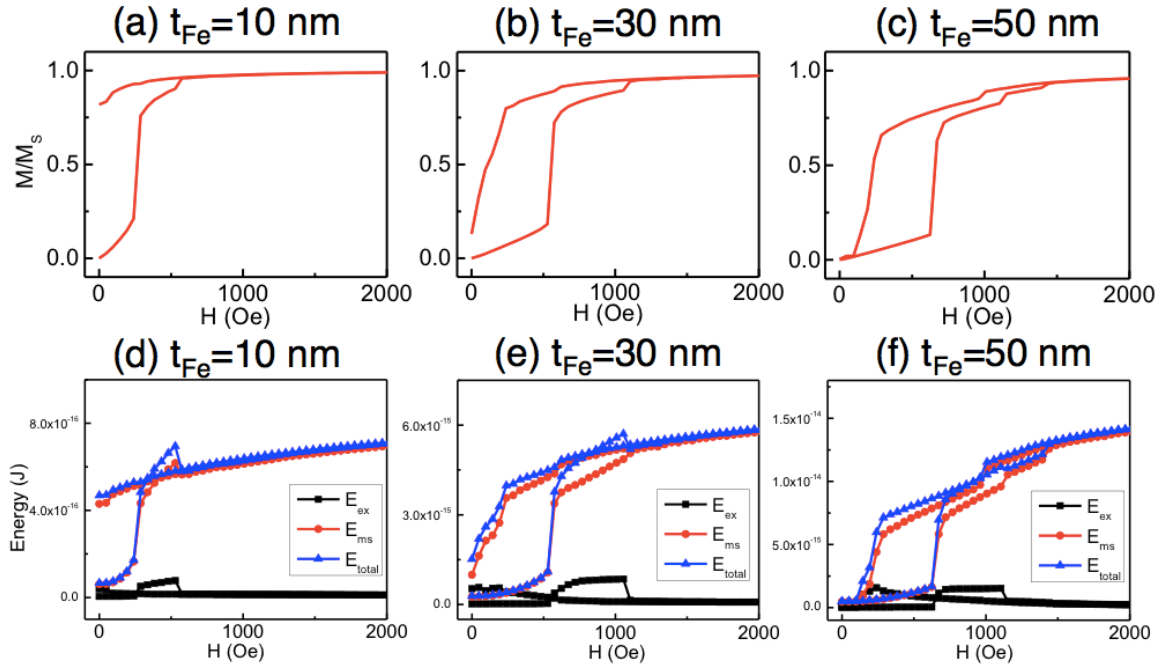 (a) t_Fe=10 nm
(b) t_Fe=30 nm
(c) t_Fe=50 nm
M/M_s
1.0
0.5
0.0
0 1000 2000
H (Oe)
1.0
0.5
0.0
0 1000 2000
H (Oe)
1.0
0.5
0.0
0 1000 2000
H (Oe)
(d) t_Fe=10 nm
(e) t_Fe=30 nm
(f) t_Fe=50 nm
Energy (J)
8.0x10^-16
4.0x10^-16
0.0
E_ex
E_ms
E_total
0 1000 2000
H (Oe)
6.0x10^-15
3.0x10^-15
0.0
E_ex
E_ms
E_total
0 1000 2000
H (Oe)
1.5x10^-14
1.0x10^-14
5.0x10^-15
0.0
E_ex
E_ms
E_total
0 1000 2000
H (Oe)